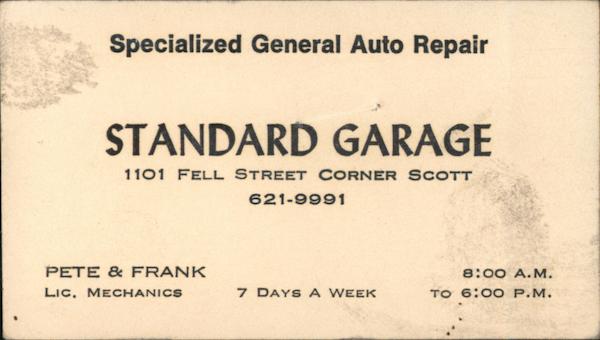 Specialized General Auto Repair
STANDARD GARAGE
1101 FELL STREET CORNER SCOTT
621-9991
PETE & FRANK
LIC. MECHANICS
7 DAYS A WEEK
8:00 A.M.
TO 6:00 P.M.